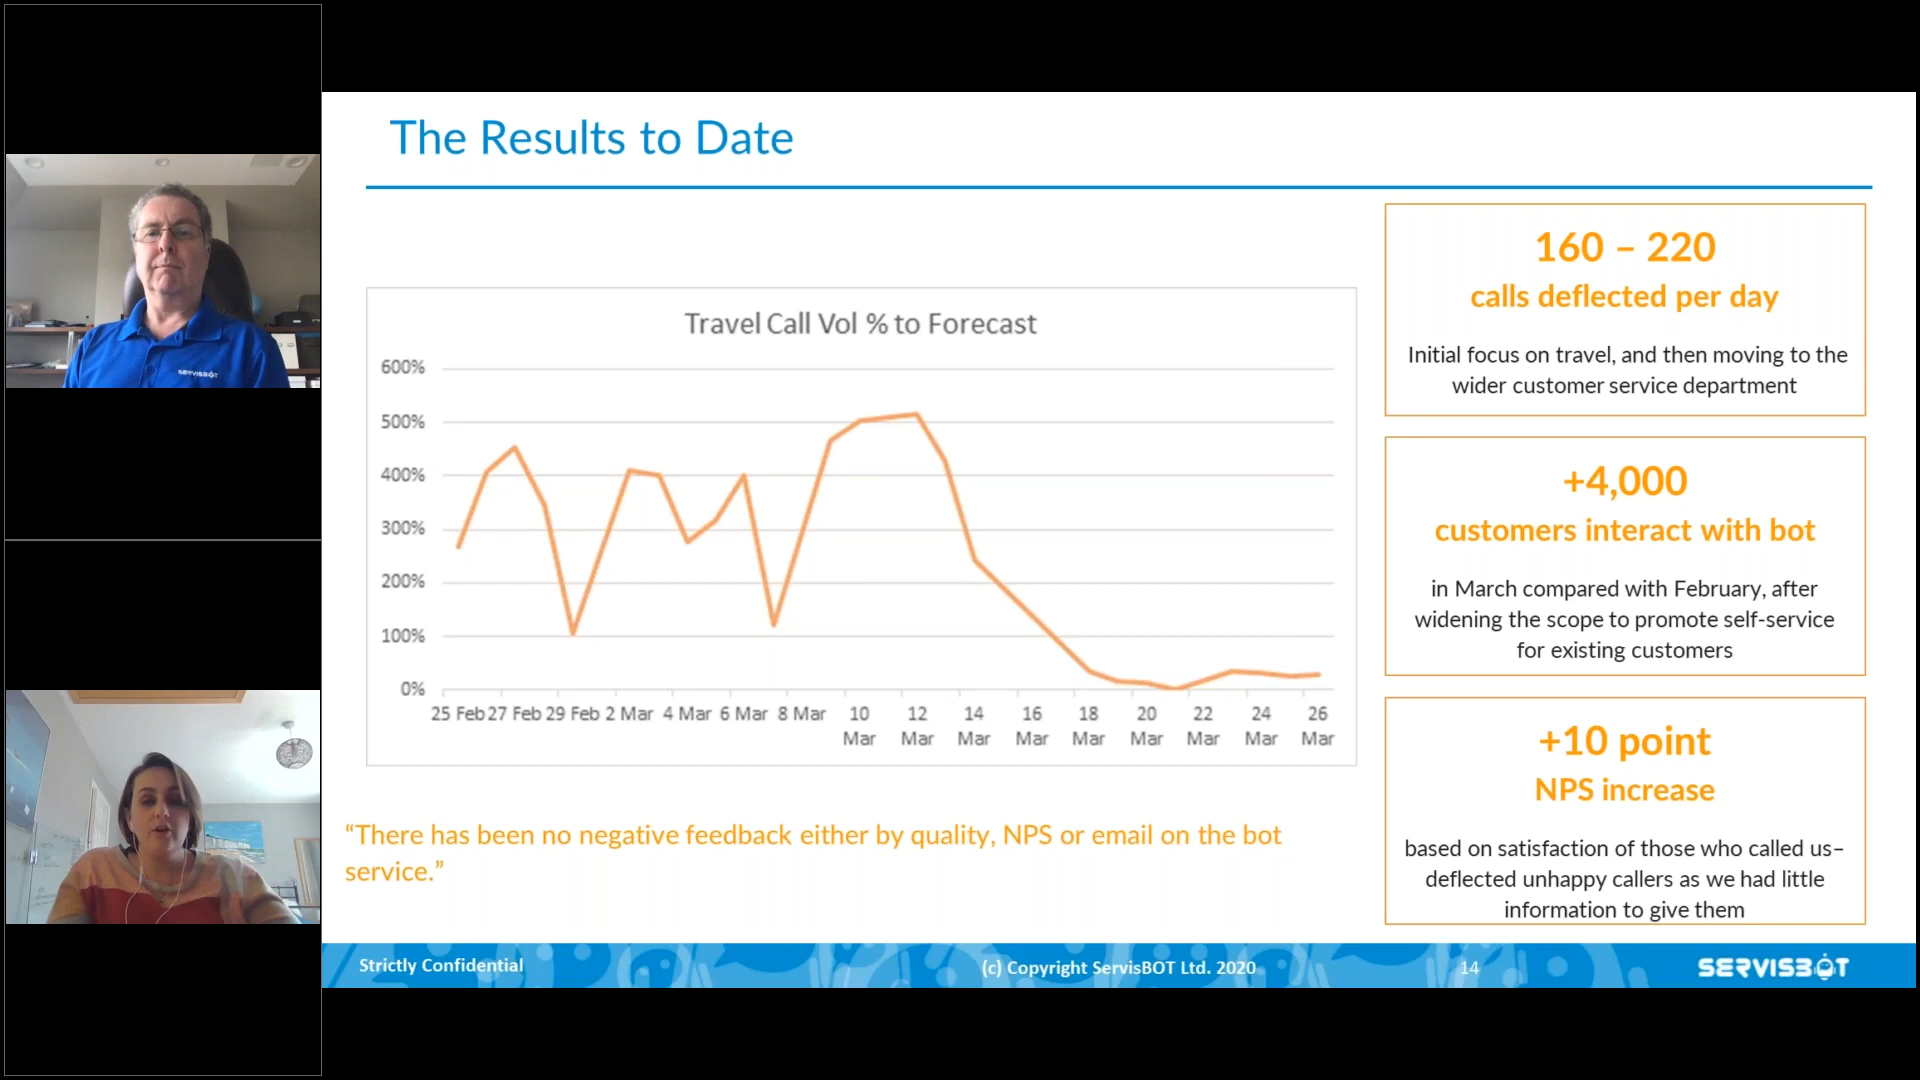 The Results to Date
Travel Call Vol % to Forecast
600%
500%
400%
300%
200%
100%
0%
25 Feb 27 Feb 29 Feb 2 Mar 4 Mar 6 Mar 8 Mar 10 12 14 16 18 20 22 24 26
Mar Mar Mar Mar Mar Mar Mar Mar Mar
“There has been no negative feedback either by quality, NPS or email on the bot
service.”
160 – 220
calls deflected per day
Initial focus on travel, and then moving to the
wider customer service department
+4,000
customers interact with bot
in March compared with February, after
widening the scope to promote self-service
for existing customers
+10 point
NPS increase
based on satisfaction of those who called us–
deflected unhappy callers as we had little
information to give them
Strictly Confidential
(c) Copyright ServisBOT Ltd. 2020
14
SERVISBOT
SERVISBOT